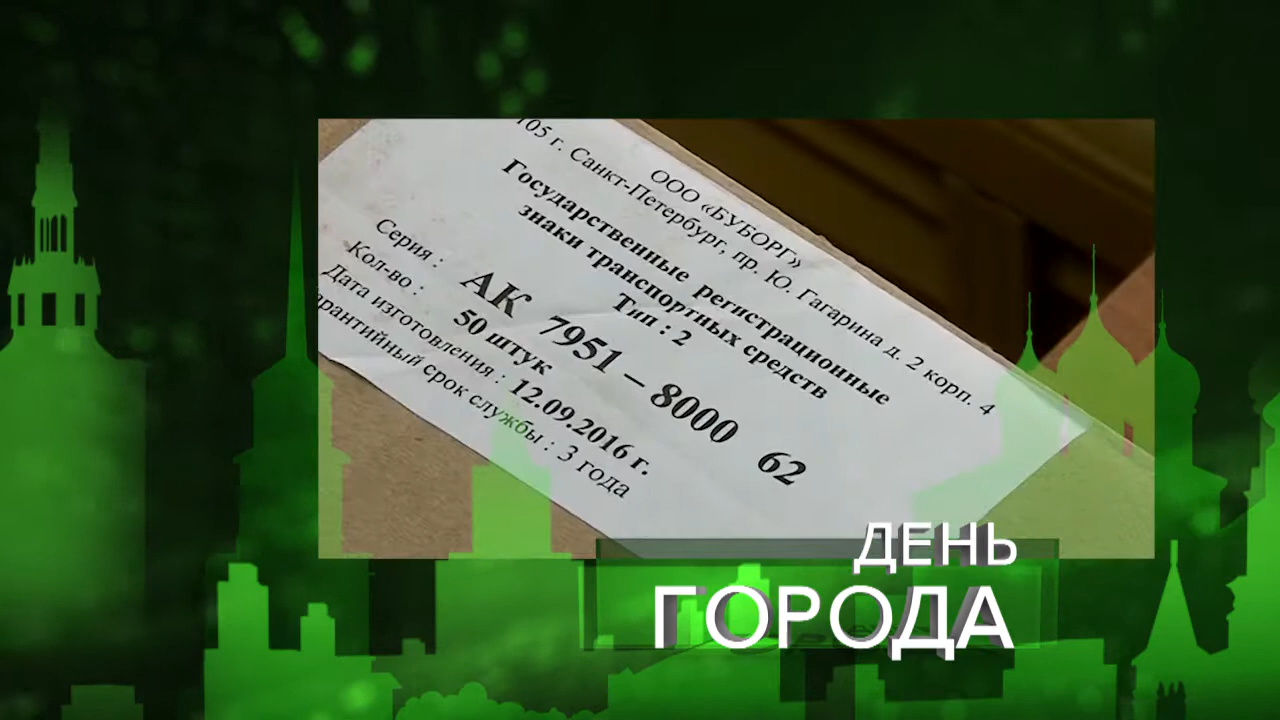 ООО «БУБОРГ»
105 г. Санкт-Петербург, пр. Ю. Гагарина д. 2 корп. 4
Государственные регистрационные
знаки транспортных средств
Тип : 2
Серия : АК 7951 – 8000 62
Кол-во : 50 штук
Дата изготовления : 12.09.2016 г.
арантийный срок службы : 3 года
ДЕНЬ
ГОРОДА